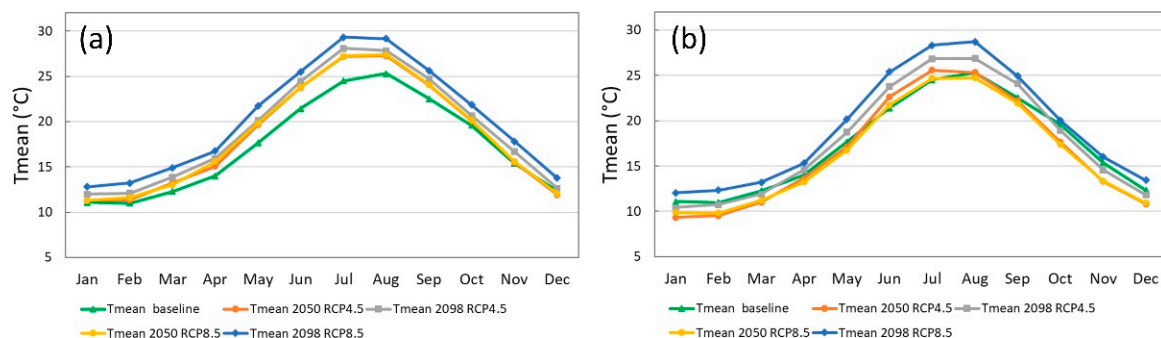 (a)
Tmean (°C)
30
25
20
15
10
5
Jan Feb Mar Apr May Jun Jul Aug Sep Oct Nov Dec
Tmean baseline Tmean 2050 RCP4.5 Tmean 2098 RCP4.5
Tmean 2050 RCP8.5 Tmean 2098 RCP8.5
(b)
Tmean (°C)
30
25
20
15
10
5
Jan Feb Mar Apr May Jun Jul Aug Sep Oct Nov Dec
Tmean baseline Tmean 2050 RCP4.5 Tmean 2098 RCP4.5
Tmean 2050 RCP8.5 Tmean 2098 RCP8.5